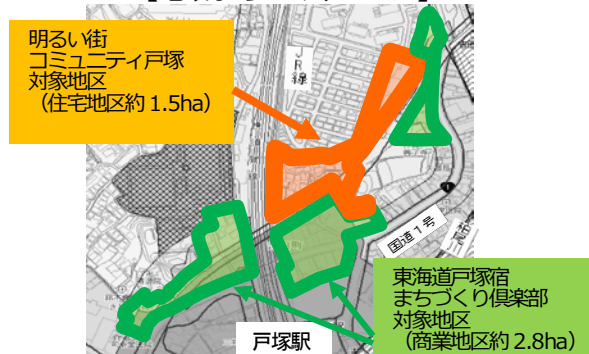 明るい街
コミュニティ戸塚
対象地区
（住宅地区約1.5ha）
JR線
国道1号
1
戸塚駅
東海道戸塚宿
まちづくり倶楽部
対象地区
（商業地区約2.8ha）